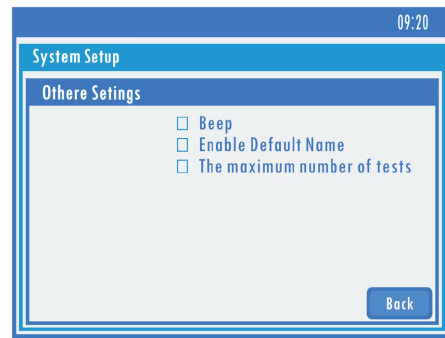 09:20
System Setup
Othere Setings
Beep
Enable Default Name
The maximum number of tests
Back